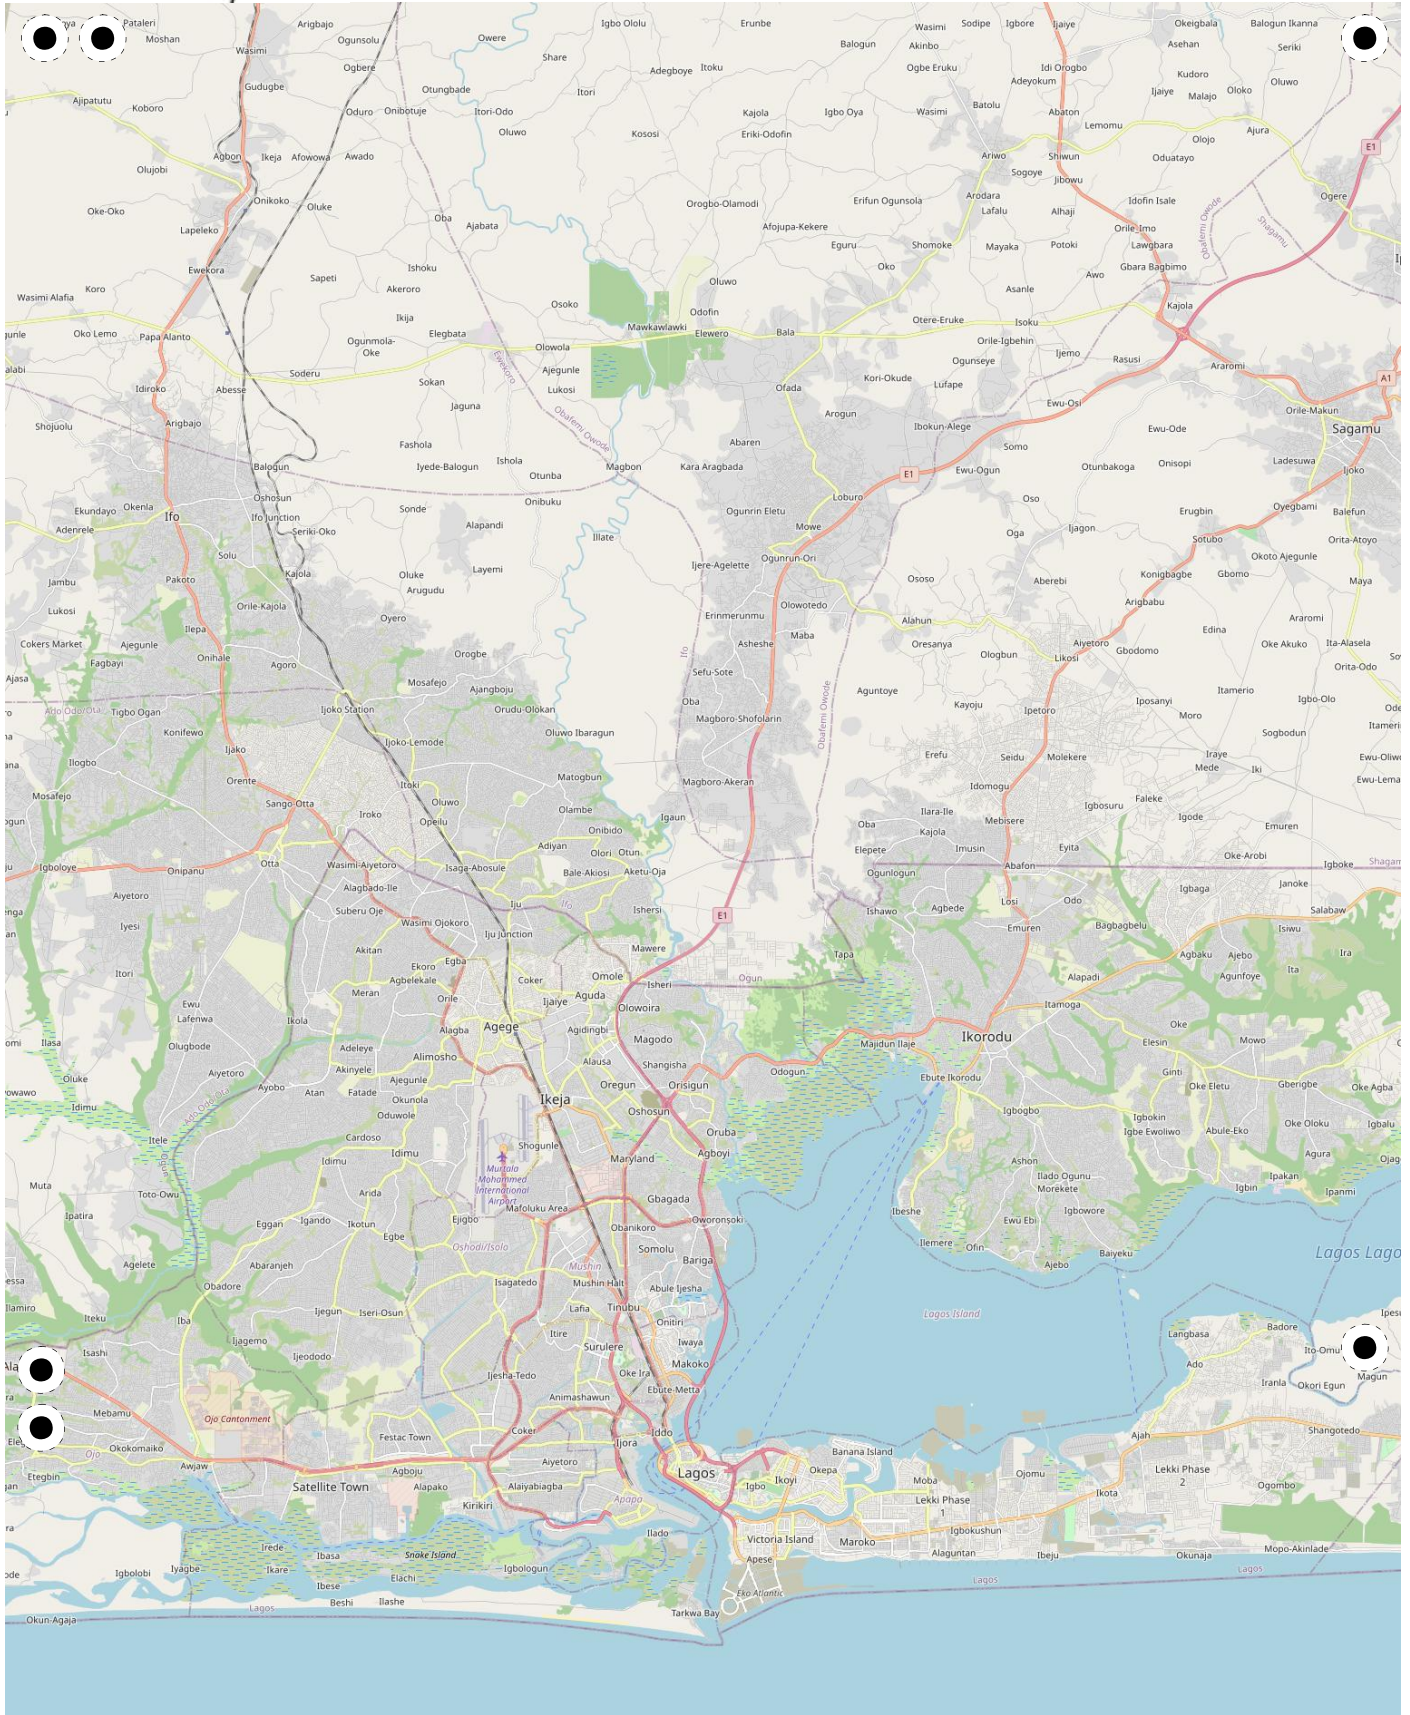 Pataleri
Moshan
Arigbajo
Ogunsolu
Owere
Igbo Ololu
Erunbe
Wasimi
Sodipe
Igbore
Ijaiye
Okeigbala
Balogun Ikanna
Wasimi
Share
Balogun
Akinbo
Asehan
Seriki
Ogbere
Adegboye
Itoku
Ogbe Eruku
Idi Orogbo
Adeyokum
Kudoro
Oluwo
Gudugbe
Otungbade
Itori
Ijaiye
Malajo
Oloko
Ajipatutu
Koboro
Oduro
Onibotuje
Itori-Odo
Kajola
Igbo Oya
Wasimi
Batolu
Abaton
Lemomu
Oluwo
Kososi
Eriki-Odofin
Olojo
Ajura
E1
Agbon
Ikeja
Afowowa
Awado
Ariwo
Shiwun
Oduatayo
Olujobi
Sogoye
Jibowu
Onikoko
Oluke
Arodara
Ogere
Oke-Oko
Orogbo-Olamodi
Erifun Ogunsola
Lafalu
Alhaji
Idofin Isale
Obafemi Owode
Shagamu
Lapeleko
Oba
Ajabata
Afojupa-Kekere
Orile Imo
Eguru
Shomoke
Mayaka
Potoki
Lawgbara
Ewekora
Sapeti
Ishoku
Oko
Awo
Gbara Bagbimo
Koro
Wasimi Alafia
Akeroro
Oluwo
Asanle
Kajola
Osoko
Odofin
Ikija
Mawkawlawki
Elewero
Bala
Otere-Eruke
Isoku
Oko Lemo
Papa Alanto
Ogunmola-
Oke
Elegbata
Olowola
Orile-Igbehin
Ijemo
Rasusi
Ogunseye
Araromi
Soderu
Sokan
Ewekoro
Ajegunle
Lukosi
Ofada
Kori-Okude
Lufape
A1
Idiroko
Abesse
Jaguna
Obafemi Owode
Arogun
Ewu-Osi
Orile-Makun
Shojuolu
Arigbajo
Fashola
Abaren
Ibokun-Alege
Ewu-Ode
Sagamu
Balogun
Iyede-Balogun
Ishola
Otunba
Magbon
Kara Aragbada
E1
Somo
Ewu-Ogun
Otunbakoga
Onisopi
Ladesuwa
Ijoko
Oshosun
Ekundayo
Okenla
Ifo
Ifo Junction
Sonde
Onibuku
Ogunrin Eletu
Loburo
Oso
Erugbin
Oyegbami
Balefun
Adenrele
Seriki-Oko
Alapandi
Illate
Mowe
Oga
Ijagon
Sotubo
Orita-Atoyo
Solu
Ijere-Agelette
Ogunrun-Ori
Okoto Ajegunle
Jambu
Pakoto
Kajola
Oluke
Layemi
Arugudu
Ososo
Aberebi
Konigbagbe
Gbomo
Maya
Lukosi
Orile-Kajola
Erinmerunmu
Olowotedo
Arigbabu
Ilepa
Oyero
Alahun
Edina
Araromi
Cokers Market
Ajegunle
Asheshe
Maba
Oresanya
Ologbun
Aiyetoro
Gbodomo
Oke Akuko
Ita-Alasela
Fagbayi
Onihale
Agoro
Orogbe
Ifo
Likosi
Orita-Odo
Ajasa
Mosafejo
Ajangboju
Sefu-Sote
Aguntoye
Itamerio
Ado Odo/Ota
Tigbo Ogan
Ijoko Station
Orudu-Olokan
Oba
Magboro-Shofolarin
Obafemi Owode
Kayoju
Ipetoro
Iposanyi
Moro
Igbo-Olo
Konifewo
Oluwo Ibaragun
Sogbodun
Ilogbo
Ijako
Ijoko-Lemode
Erefu
Seidu
Molekere
Iraye
Mede
Iki
Mosafejo
Orente
Itoki
Matogbun
Magboro-Akeran
Idomogu
Sango-Otta
Iroko
Oluwo
Opeilu
Olambe
Igaun
Oba
Ilara-Ile
Kajola
Mebisere
Igbosuru
Faleke
Igode
Emuren
Onibido
Adiyan
Olori
Otun
Elepete
Imusin
Eyita
Oke-Arobi
Igboloye
Onipanu
Otta
Wasimi-Aiyetoro
Isaga-Abosule
Bale-Akiosi
Aketu-Oja
Ogunlogun
Abafon
Igboke
Aiyetoro
Alagbado-Ile
Igbaga
Janoke
Suberu Oje
Iju
Ifo
Ishersi
E1
Ishawo
Agbede
Losi
Odo
Salabaw
Iyesi
Wasimi Ojokoro
Iju Junction
Emuren
Bagbagbelu
Isiwu
Akitan
Mawere
Tapa
Agbaku
Ajebo
Ira
Itori
Ekoro
Egba
Agbelekale
Coker
Omole
Isheri
Ogun
Alapadi
Agunfoye
Ita
Ewu
Lafenwa
Meran
Orile
Ijaiye
Aguda
Olowoira
Itamoga
Ikola
Alagba
Agege
Agidingbi
Magodo
Majidun Ilaje
Ikorodu
Oke
Ilasa
Olugbode
Adeleye
Alimosho
Alausa
Shangisha
Elesin
Mowo
Oluke
Aiyetoro
Akinyele
Odogun
Ebute Ikorodu
Ginti
Ayobo
Atan
Fatade
Ajegunle
Oregun
Orisigun
Oke Eletu
Gberigbe
Oke Agba
Idimu
Okunola
Ikeja
Oshosun
Igbogbo
Igbokin
Ado Odo/Ota
Oduwole
Oruba
Igbe Ewoliwo
Abule-Eko
Oke Oloku
Igbalu
Itele
Ogun
Cardoso
Idimu
Idimu
Shogunle
Maryland
Agboyi
Ashon
Agura
Muta
Toto-Owu
Murtala
Mohammed
International
Airport
Ilado Ogunu
Morekete
Ipakan
Igbin
Ipanmi
Arida
Mafoluku Area
Gbagada
Ibeshe
Igbowore
Ipatira
Eggan
Igando
Ikotun
Ejigbo
Obanikoro
Oworonsoki
Ewu Ebi
Egbe
Oshodi/Isolo
Somolu
Ilemere
Ofin
Baiyeku
Lagos Lago
Agelete
Abaranjeh
Mushin
Bariga
Ajebo
Obadore
Isagatedo
Mushin Halt
Abule Ijesha
Ilamiro
Iteku
Iba
Ijegun
Iseri-Osun
Lafia
Tinubu
Onitiri
Lagos Island
Isashi
Ijagemo
Itire
Iwaya
Langbasa
Badore
Ijeododo
Surulere
Makoko
Ado
Ito-Omu
Ijesha-Tedo
Oke Ira
Magun
Animashawun
Ebute-Metta
Iranla
Okori Egun
Mebamu
Ojo Cantonment
Coker
Iddo
Ajah
Shangotedo
Ojo
Okokomaiko
Festac Town
Ijora
Banana Island
Awjaw
Agboju
Aiyetoro
Lagos
Ikoyi
Okepa
Ojomu
Lekki Phase
2
Etegbin
Satellite Town
Alapako
Alaiyabiagba
Igbo
Moba
Ikota
Ogombo
Kirikiri
Apapa
Lekki Phase
1
Ilado
Victoria Island
Maroko
Igbokushun
Irede
Ibasa
Snake Island
Apese
Alaguntan
Ibeju
Okunaja
Mopo-Akinlade
Igbolobi
Iyagbe
Ikare
Elachi
Igbologun
Lagos
Lagos
Ibese
Eko Atlantic
Beshi
Ilashe
Lagos
Tarkwa Bay
Okun-Agaja